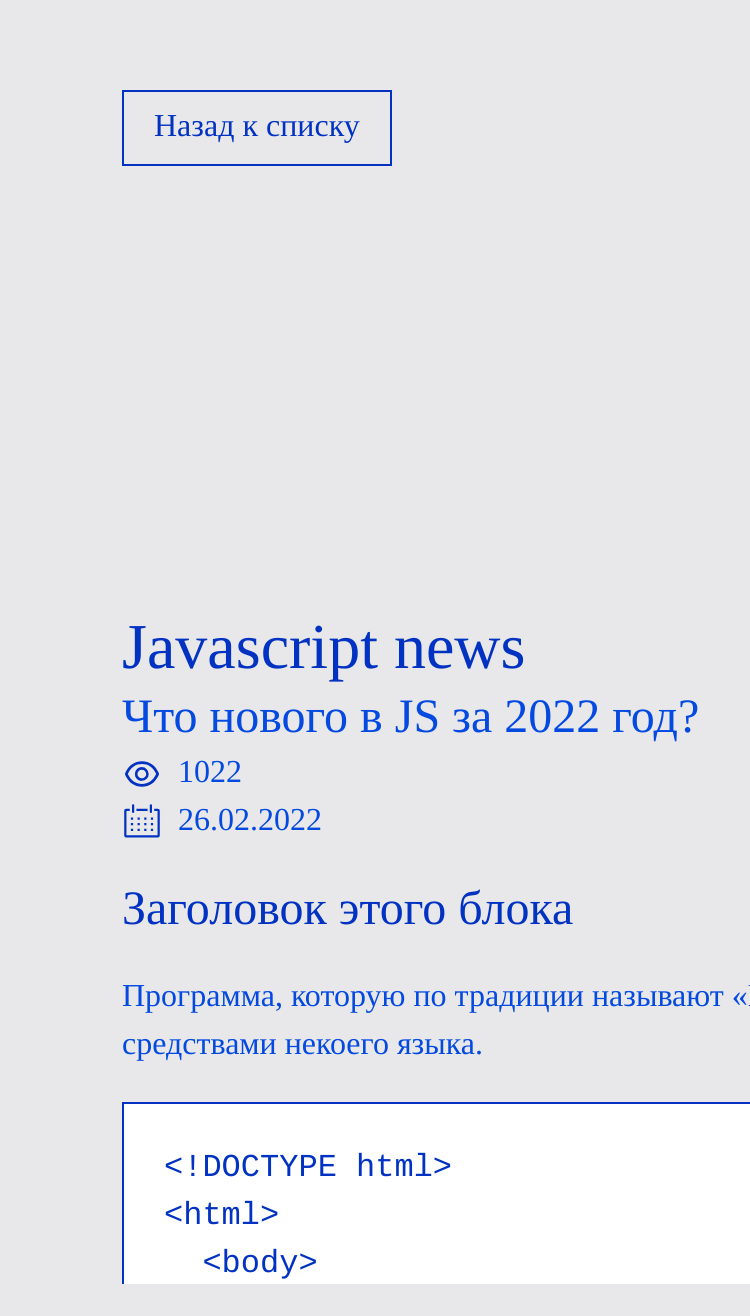 Назад к списку
Javascript news
Что нового в JS за 2022 год?
1022
26.02.2022
Заголовок этого блока
Программа, которую по традиции называют «
средствами некоего языка.
<!DOCTYPE html>
<html>
<body>